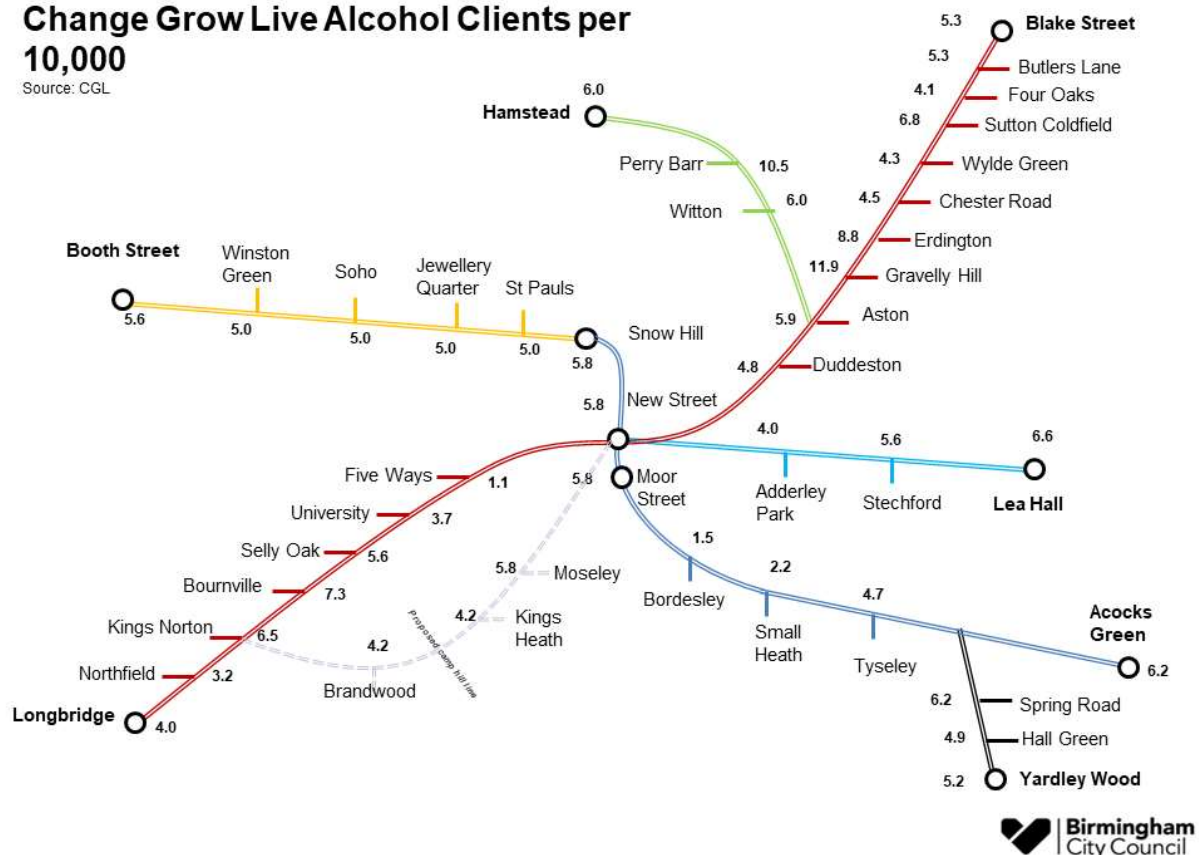 Change Grow Live Alcohol Clients per
10,000
Source: CGL
5.3
Blake Street
5.3
Butlers Lane
4.1
Four Oaks
6.8
Sutton Coldfield
4.3
Wylde Green
4.5
Chester Road
8.8
Erdington
11.9
Gravelly Hill
5.9
Aston
4.8
Duddeston
6.0
Hamstead
Perry Barr
10.5
Witton
6.0
Booth Street
5.6
Winston
Green
5.0
Soho
5.0
Jewellery
Quarter
5.0
St Pauls
5.0
Snow Hill
5.8
5.8
New Street
4.0
Adderley
Park
5.6
Stechford
6.6
Lea Hall
5.8
Moor
Street
1.5
Bordesley
2.2
Small
Heath
4.7
Tyseley
Acocks
Green
6.2
6.2
Spring Road
4.9
Hall Green
5.2
Yardley Wood
Five Ways
1.1
University
3.7
Selly Oak
5.6
Bournville
7.3
Kings Norton
6.5
Northfield
3.2
Longbridge
4.0
5.8
Moseley
4.2
Kings
Heath
4.2
Brandwood
Proposed camp hill line
Birmingham
City Council